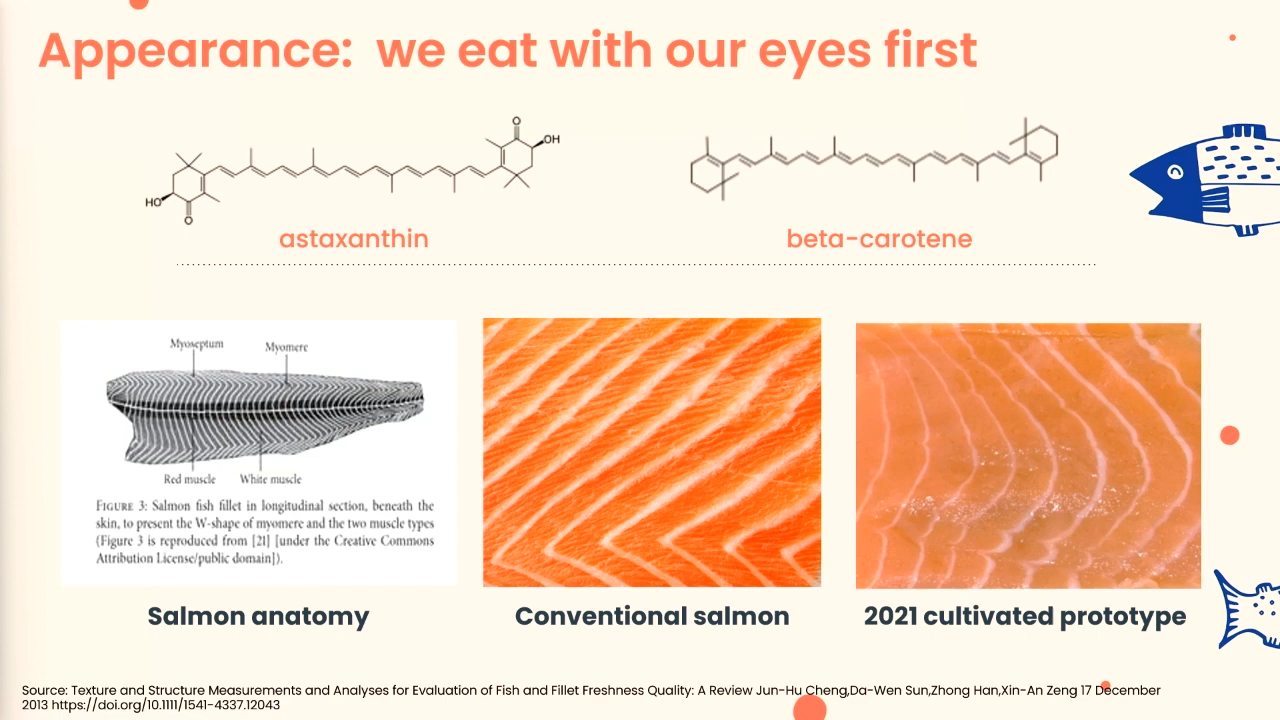 Appearance:  we eat with our eyes first
O
OH
HO
O
astaxanthin
beta-carotene
Myoseptum
Myomere
Red muscle
White muscle
FIGURE 3: Salmon fish fillet in longitudinal section, beneath the
skin, to present the W-shape of myomere and the two muscle types
(Figure 3 is reproduced from [21] [under the Creative Commons
Attribution License/public domain]).
Salmon anatomy
Conventional salmon
2021 cultivated prototype
Source: Texture and Structure Measurements and Analyses for Evaluation of Fish and Fillet Freshness Quality: A Review Jun-Hu Cheng,Da-Wen Sun,Zhong Han,Xin-An Zeng 17 December
2013 https://doi.org/10.1111/1541-4337.12043